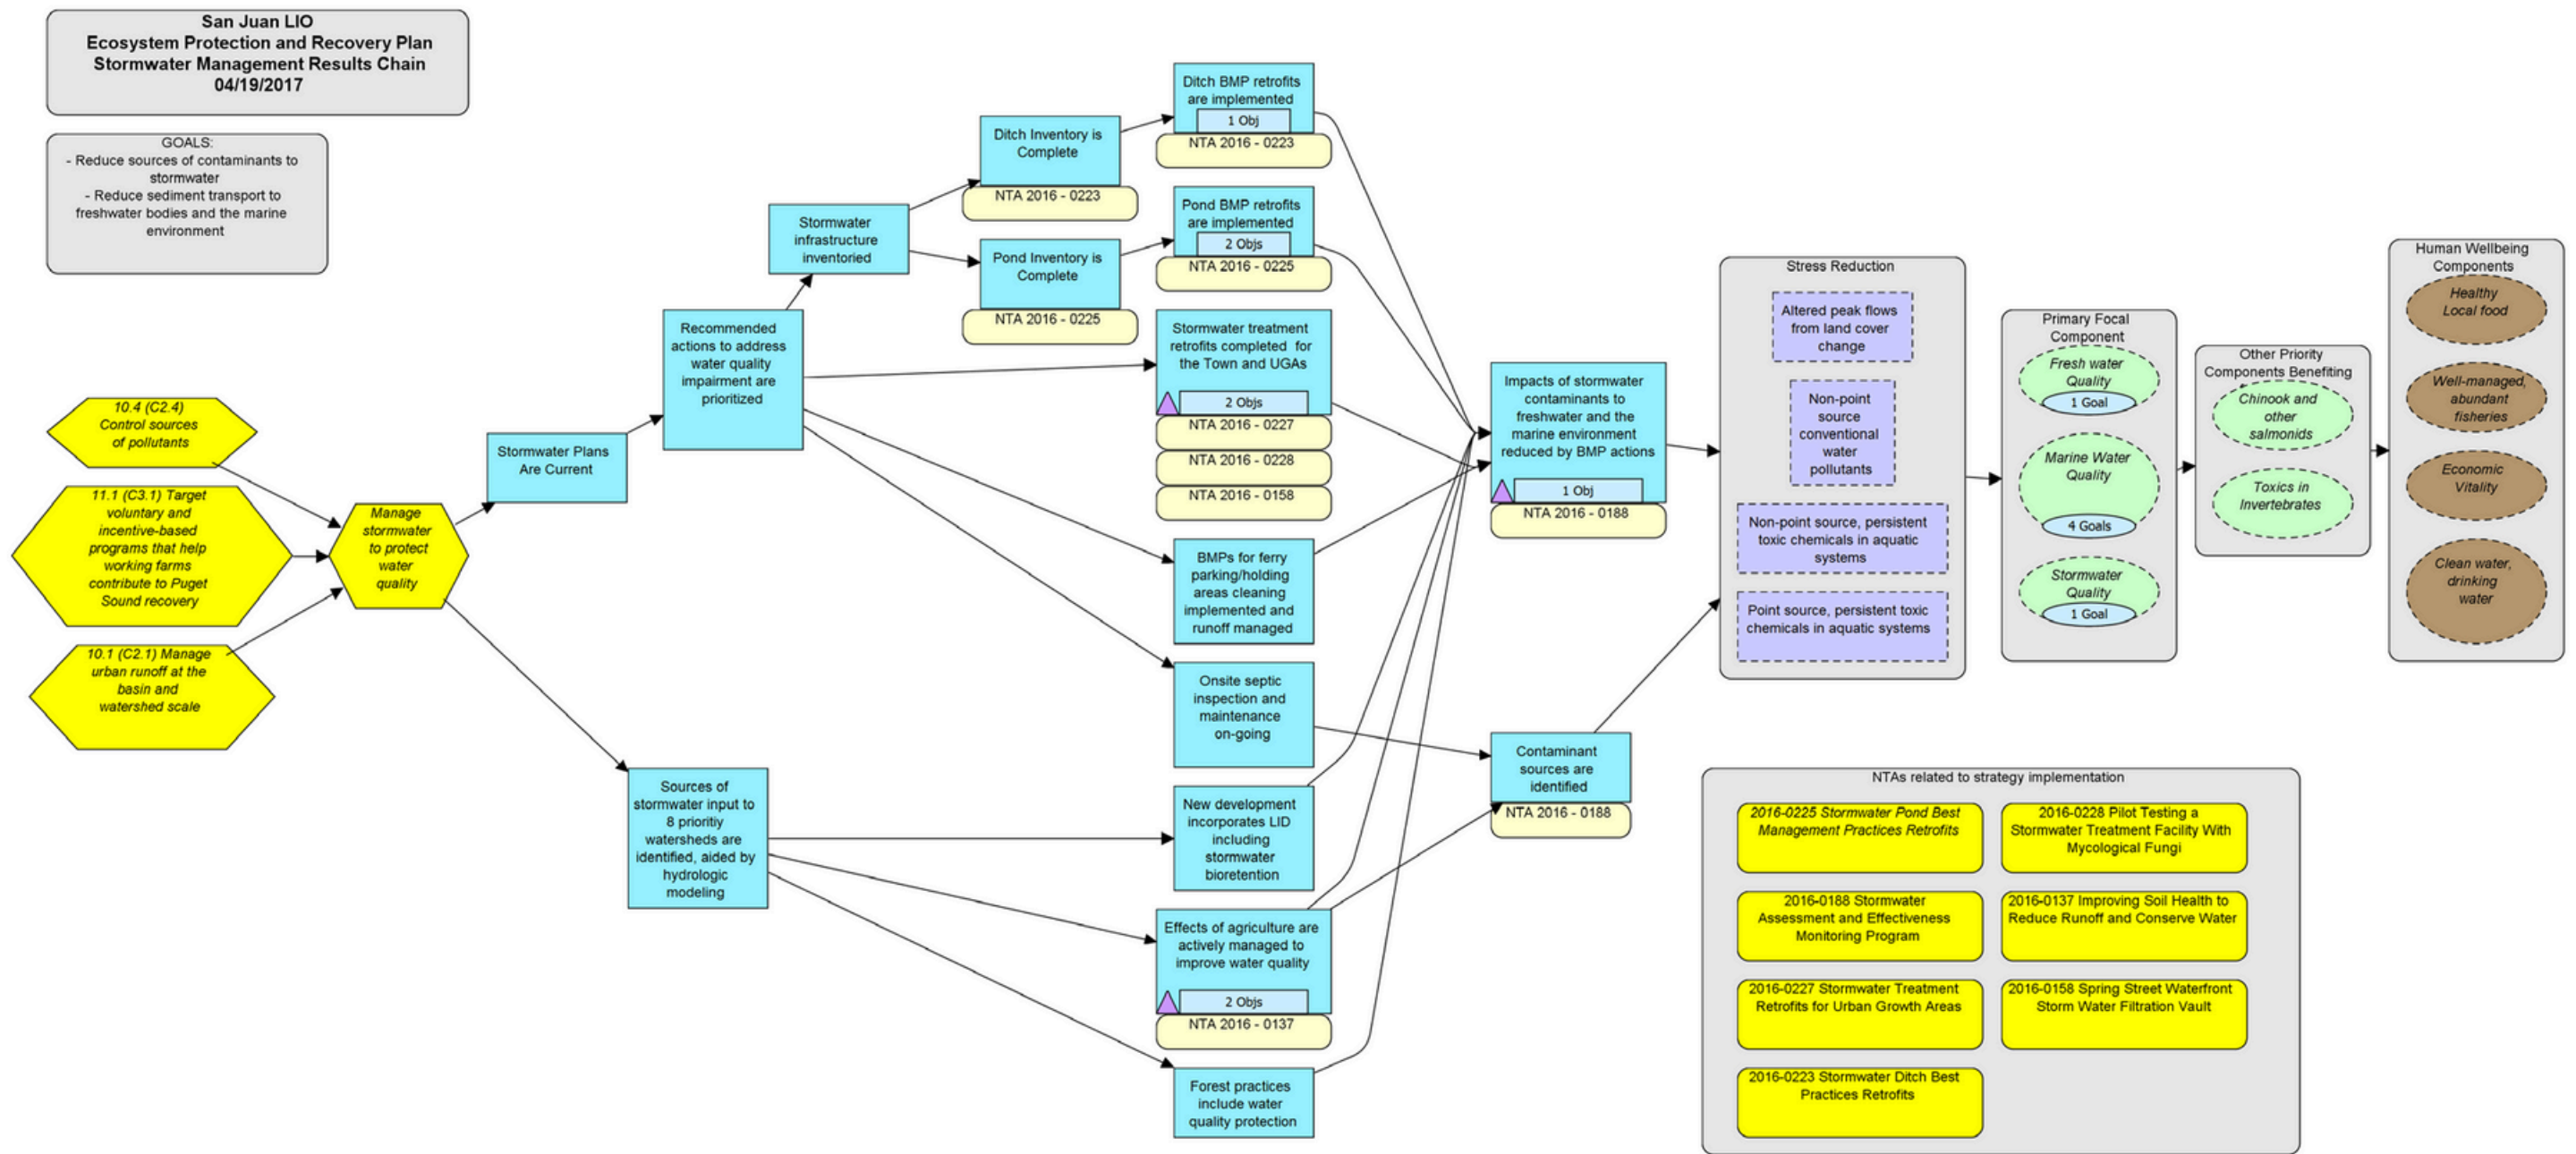 San Juan LIO
Ecosystem Protection and Recovery Plan
Stormwater Management Results Chain
04/19/2017
GOALS:
- Reduce sources of contaminants to
stormwater
- Reduce sediment transport to
freshwater bodies and the marine
environment
10.4 (C2.4)
Control sources
of pollutants
11.1 (C3.1) Target
voluntary and
incentive-based
programs that help
working farms
contribute to Puget
Sound recovery
10.1 (C2.1) Manage
urban runoff at the
basin and
watershed scale
Manage
stormwater
to protect
water
quality
Stormwater Plans
Are Current
Sources of
stormwater input to
8 prioritiy
watersheds are
identified, aided by
hydrologic
modeling
Recommended
actions to address
water quality
impairment are
prioritized
Stormwater
infrastructure
inventoried
Ditch Inventory is
Complete
NTA 2016 - 0223
Pond Inventory is
Complete
NTA 2016 - 0225
Ditch BMP retrofits
are implemented
1 Obj
NTA 2016 - 0223
Pond BMP retrofits
are implemented
2 Objs
NTA 2016 - 0225
Stormwater treatment
retrofits completed for
the Town and UGAs
2 Objs
NTA 2016 - 0227
NTA 2016 - 0228
NTA 2016 - 0158
BMPs for ferry
parking/holding
areas cleaning
implemented and
runoff managed
Onsite septic
inspection and
maintenance
on-going
New development
incorporates LID
including
stormwater
bioretention
Effects of agriculture are
actively managed to
improve water quality
2 Objs
NTA 2016 - 0137
Forest practices
include water
quality protection
Impacts of stormwater
contaminants to
freshwater and the
marine environment
reduced by BMP actions
1 Obj
NTA 2016 - 0188
Contaminant
sources are
identified
NTA 2016 - 0188
Stress Reduction
Altered peak flows
from land cover
change
Non-point
source
conventional
water
pollutants
Non-point source, persistent
toxic chemicals in aquatic
systems
Point source, persistent toxic
chemicals in aquatic systems
Primary Focal
Component
Fresh water
Quality
1 Goal
Marine Water
Quality
4 Goals
Stormwater
Quality
1 Goal
Other Priority
Components Benefiting
Chinook and
other
salmonids
Toxics in
Invertebrates
Human Wellbeing
Components
Healthy
Local food
Well-managed,
abundant
fisheries
Economic
Vitality
Clean water,
drinking
water
NTAs related to strategy implementation
2016-0225 Stormwater Pond Best
Management Practices Retrofits
2016-0228 Pilot Testing a
Stormwater Treatment Facility With
Mycological Fungi
2016-0188 Stormwater
Assessment and Effectiveness
Monitoring Program
2016-0137 Improving Soil Health to
Reduce Runoff and Conserve Water
2016-0227 Stormwater Treatment
Retrofits for Urban Growth Areas
2016-0158 Spring Street Waterfront
Storm Water Filtration Vault
2016-0223 Stormwater Ditch Best
Practices Retrofits